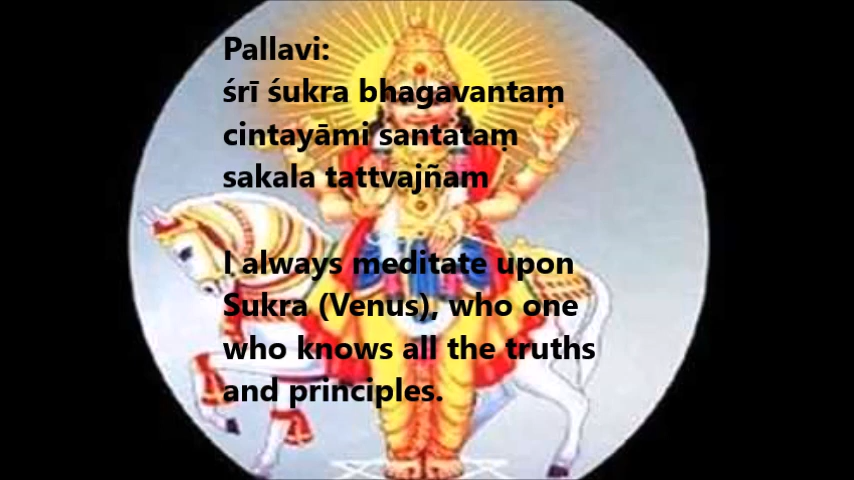 Pallavi:
śrī śukra bhagavantaṃ
cintayāmi santataṃ
sakala tattvajñam
I always meditate upon
Sukra (Venus), who one
who knows all the truths
and principles.